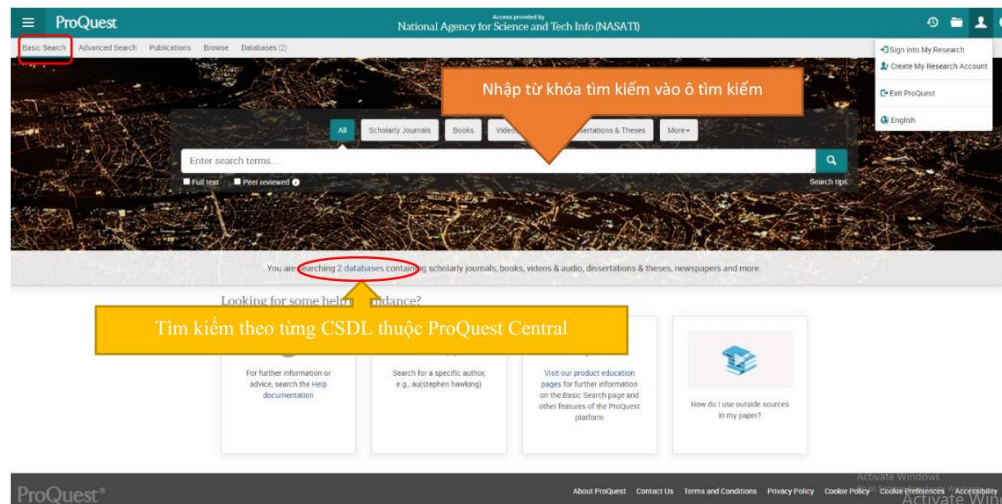 ProQuest
Access provided by
National Agency for Science and Tech Info (NASATI)
Basic Search Advanced Search Publications Browse Databases (2)
Sign into My Research
Create My Research Account
Exit ProQuest
English
Nhập từ khóa tìm kiếm vào ô tìm kiếm
All Scholarly Journals Books sertations & Theses More
Enter search terms...
Full text Peer reviewed Search tips
You are searching 2 databases containing scholarly journals, books, videos & audio, dissertations & theses, newspapers and more.
Looking for some help
Tìm kiếm theo từng CSDL thuộc ProQuest Central
For further information or
advice, search the Help
documentation
Search for a specific author,
e.g., au(stephen hawking)
Visit our product education
pages for further information
on the Basic Search page and
other features of the ProQuest
platform
How do I use outside sources
in my paper?
Activate Windows
ProQuest®
About ProQuest Contact Us Terms and Conditions Privacy Policy Cookie Policy Cookie Preferences Accessibility